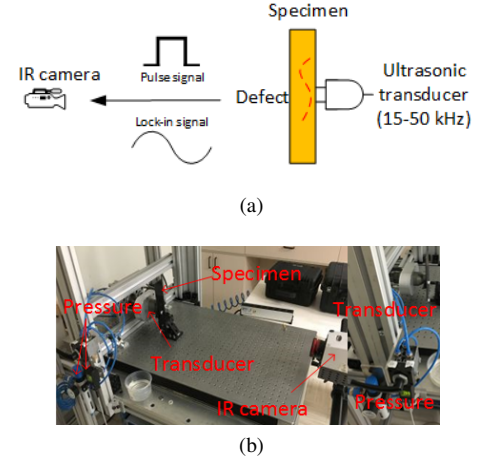 Specimen
IR camera
Pulse signal
Defect
Lock-in signal
Ultrasonic
transducer
(15-50 kHz)
(a)
Specimen
Pressure
Transducer
Transducer
IR camera
Pressure
(b)